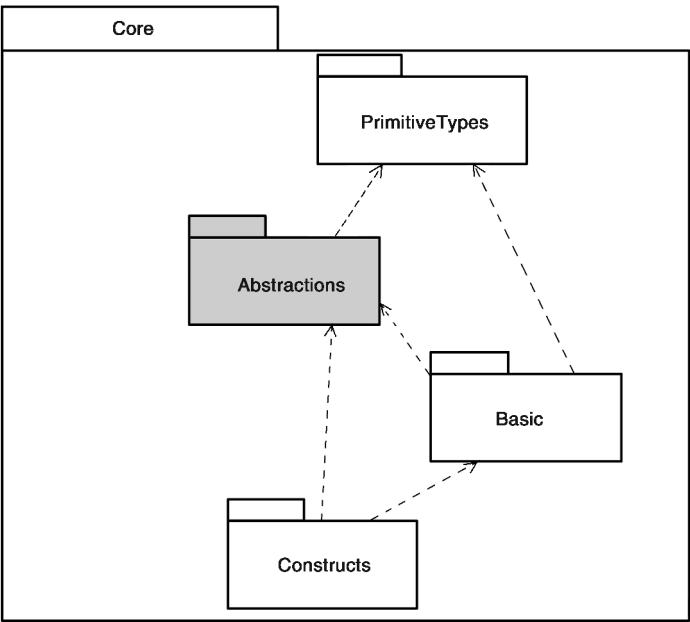 Core
PrimitiveTypes
Abstractions
Basic
Constructs